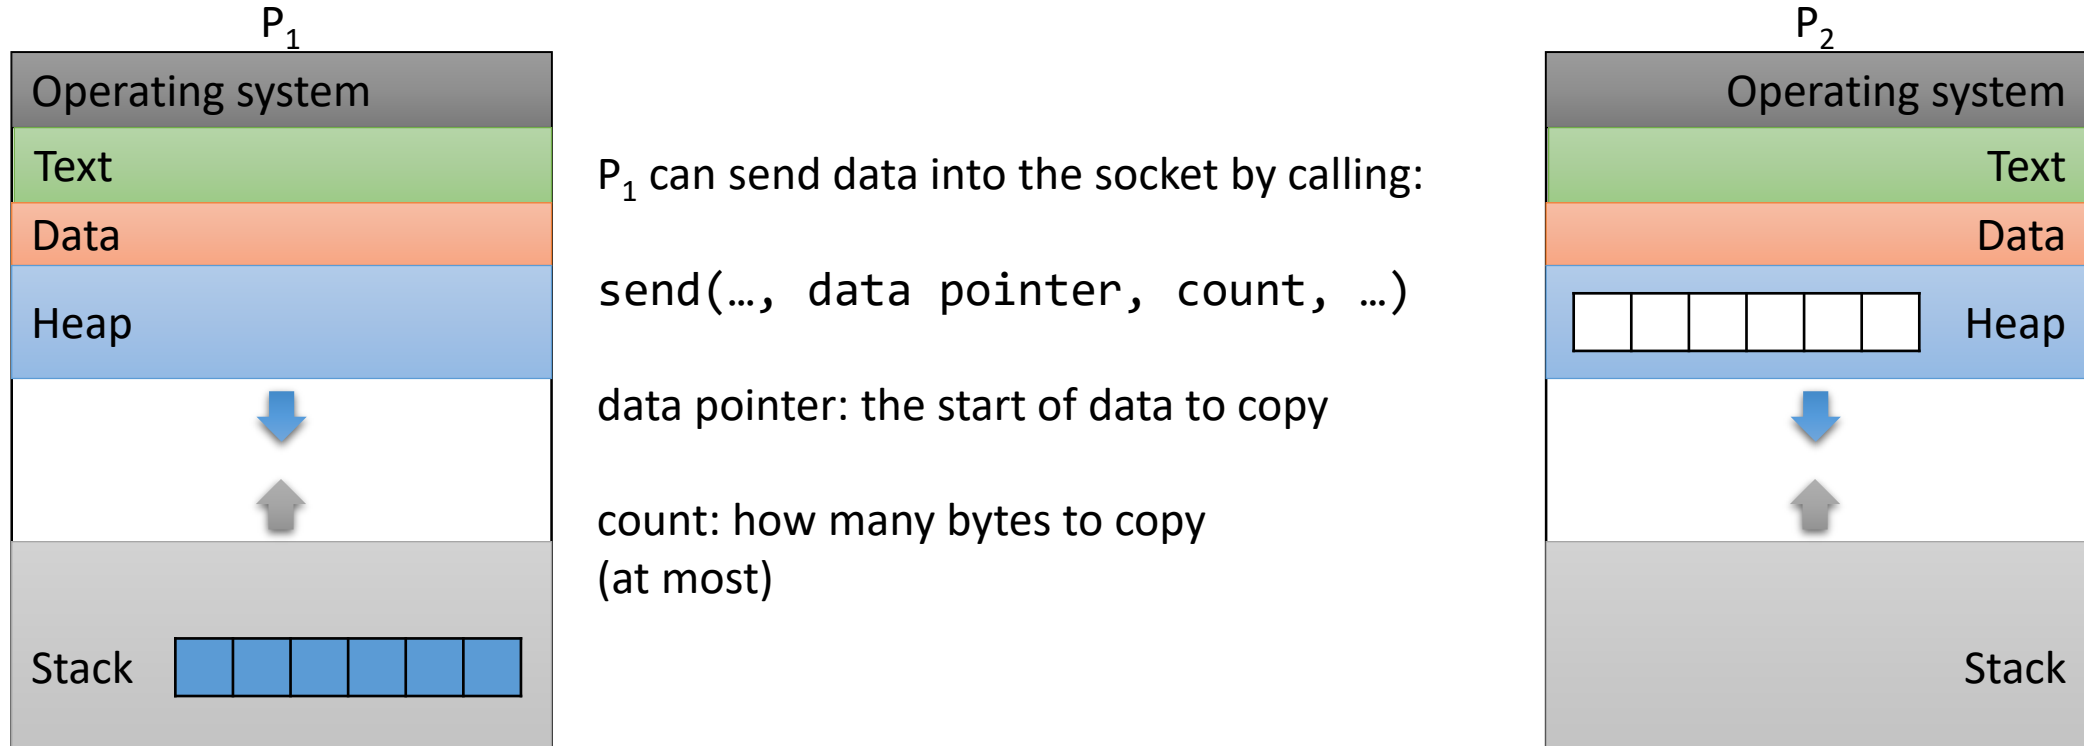 P₁
Operating system
Text
Data
Heap
Stack
P₁ can send data into the socket by calling:
send(…, data pointer, count, …)
data pointer: the start of data to copy
count: how many bytes to copy
(at most)
P₂
Operating system
Text
Data
Heap
Stack